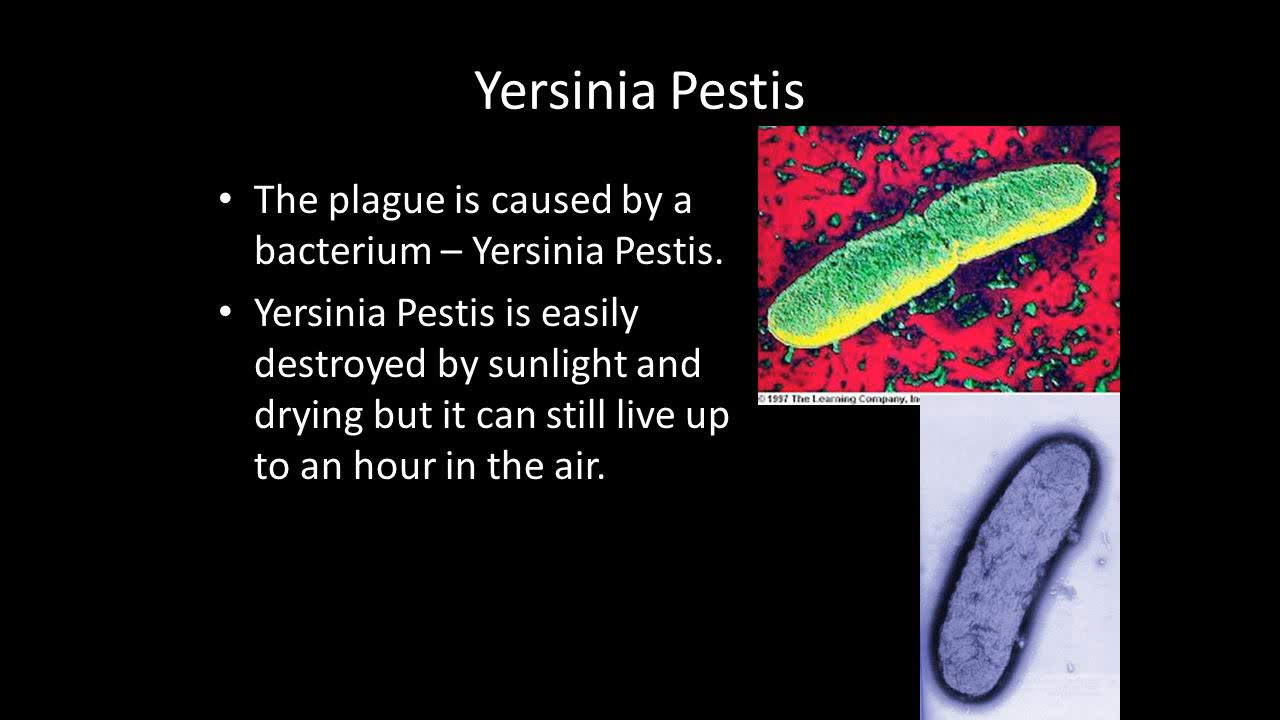 Yersinia Pestis
• The plague is caused by a
bacterium – Yersinia Pestis.
• Yersinia Pestis is easily
destroyed by sunlight and
drying but it can still live up
to an hour in the air.
© 1997 The Learning Company, In